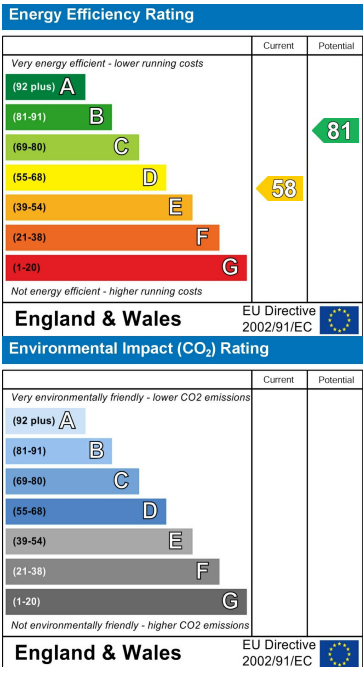 Energy Efficiency Rating
Current Potential
Very energy efficient - lower running costs
(92 plus) A
(81-91) B
81
(69-80) C
(55-68) D
58
(39-54) E
(21-38) F
(1-20) G
Not energy efficient - higher running costs
England & Wales
EU Directive
2002/91/EC
Environmental Impact (CO₂) Rating
Current Potential
Very environmentally friendly - lower CO2 emissions
(92 plus) A
(81-91) B
(69-80) C
(55-68) D
(39-54) E
(21-38) F
(1-20) G
Not environmentally friendly - higher CO2 emissions
England & Wales
EU Directive
2002/91/EC